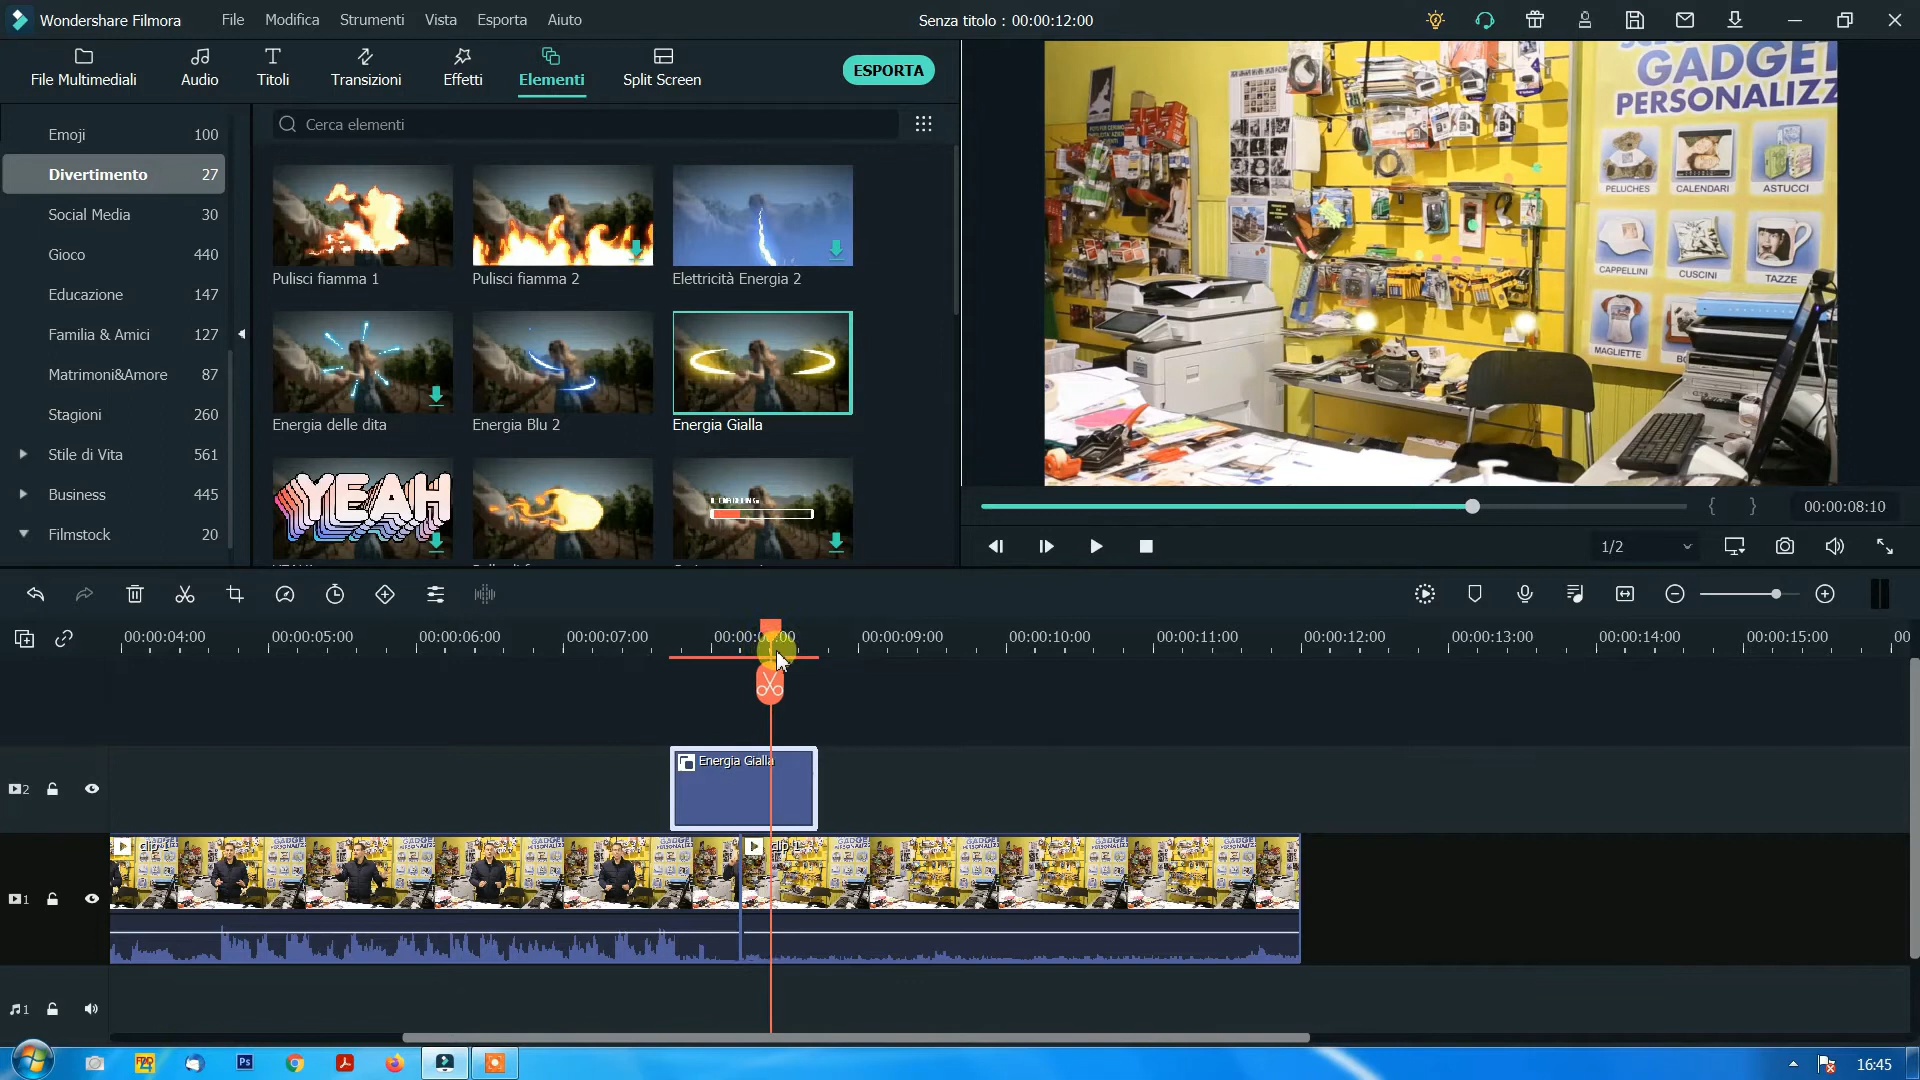 Wondershare Filmora
File
Modifica
Strumenti
Vista
Esporta
Aiuto
Senza titolo : 00:00:12:00
File Multimediali
Audio
Titoli
Transizioni
Effetti
Elementi
Split Screen
ESPORTA
Emoji 100
Divertimento 27
Social Media 30
Gioco 440
Educazione 147
Familia & Amici 127
Matrimoni&Amore 87
Stagioni 260
Stile di Vita 561
Business 445
Filmstock 20
Cerca elementi
Pulisci fiamma 1
Pulisci fiamma 2
Elettricità Energia 2
Energia delle dita
Energia Blu 2
Energia Gialla
YEAH
GADGET
PERSONALIZZ
PELUCHES
CALENDARI
ASTUCCI
CAPPELLINI
CUSCINI
TAZZE
MAGLIETTE
00:00:08:10
1/2
00:00:04:00
00:00:05:00
00:00:06:00
00:00:07:00
00:00:09:00
00:00:10:00
00:00:11:00
00:00:12:00
00:00:13:00
00:00:14:00
00:00:15:00
00
2
Energia Gialla
1
clip 1
clip 1
1
Ps
16:45